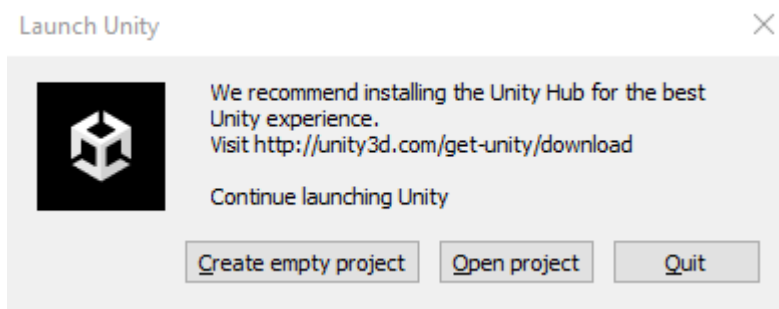 Launch Unity
We recommend installing the Unity Hub for the best
Unity experience.
Visit http://unity3d.com/get-unity/download
Continue launching Unity
Create empty project
Open project
Quit